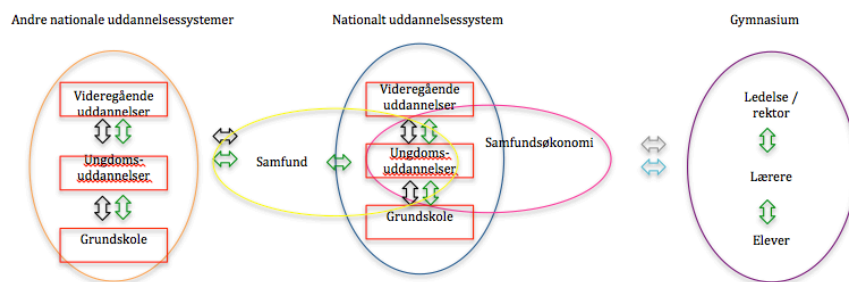 Andre nationale uddannelsessystemer
Nationalt uddannelsessystem
Gymnasium
Videregående
uddannelser
Ungdoms-
uddannelser
Grundskole
Samfund
Videregående
uddannelser
Ungdoms-
uddannelser
Grundskole
Samfundsøkonomi
Ledelse /
rektor
Lærere
Elever